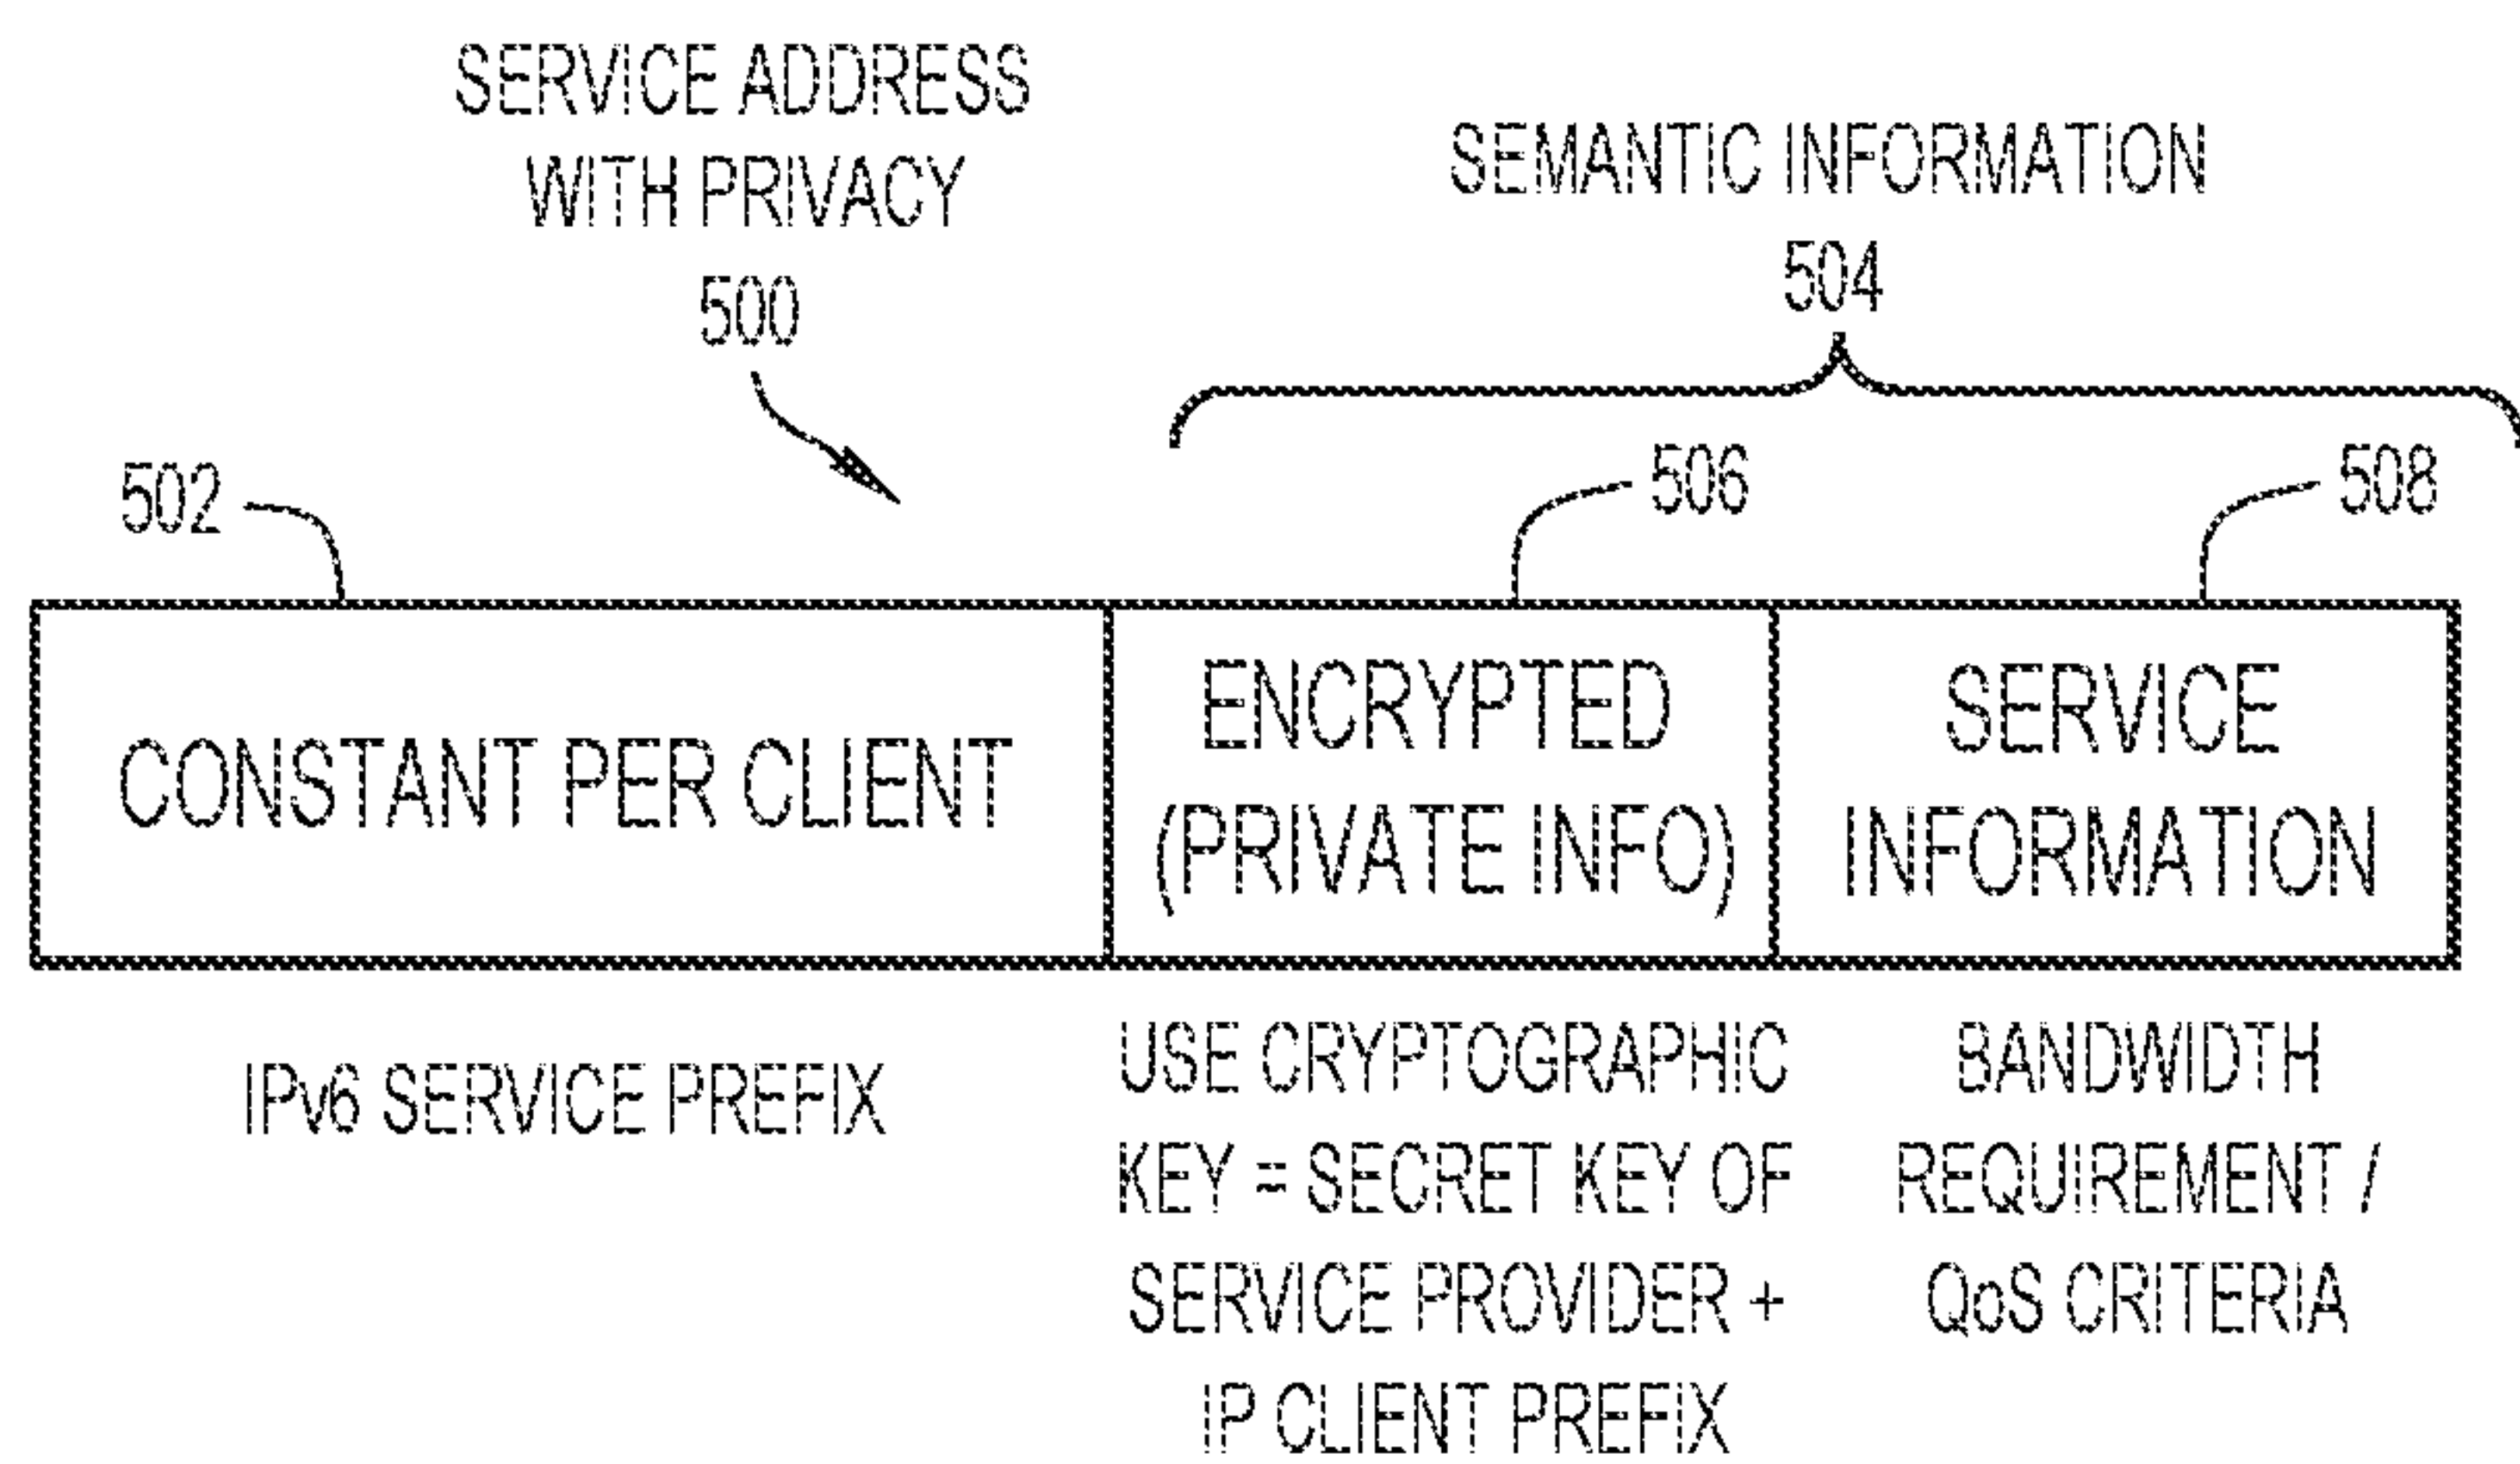 SERVICE ADDRESS
WITH PRIVACY
500
SEMANTIC INFORMATION
504
502
506
508
CONSTANT PER CLIENT
ENCRYPTED
(PRIVATE INFO)
SERVICE
INFORMATION
IPv6 SERVICE PREFIX
USE CRYPTOGRAPHIC
KEY = SECRET KEY OF
SERVICE PROVIDER +
IP CLIENT PREFIX
BANDWIDTH
REQUIREMENT /
QoS CRITERIA